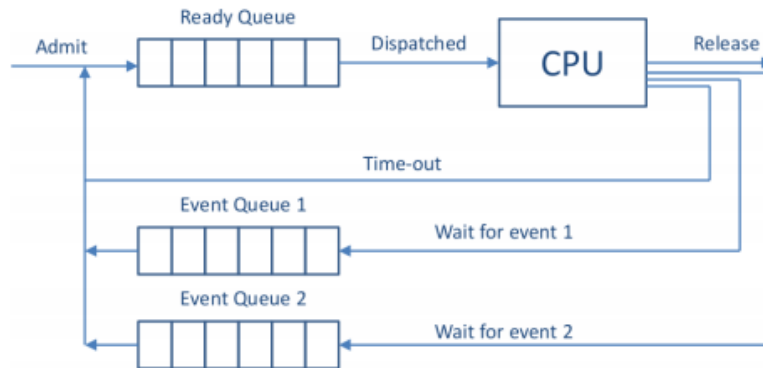 Ready Queue
Admit
Dispatched
CPU
Release
Time-out
Event Queue 1
Wait for event 1
Event Queue 2
Wait for event 2